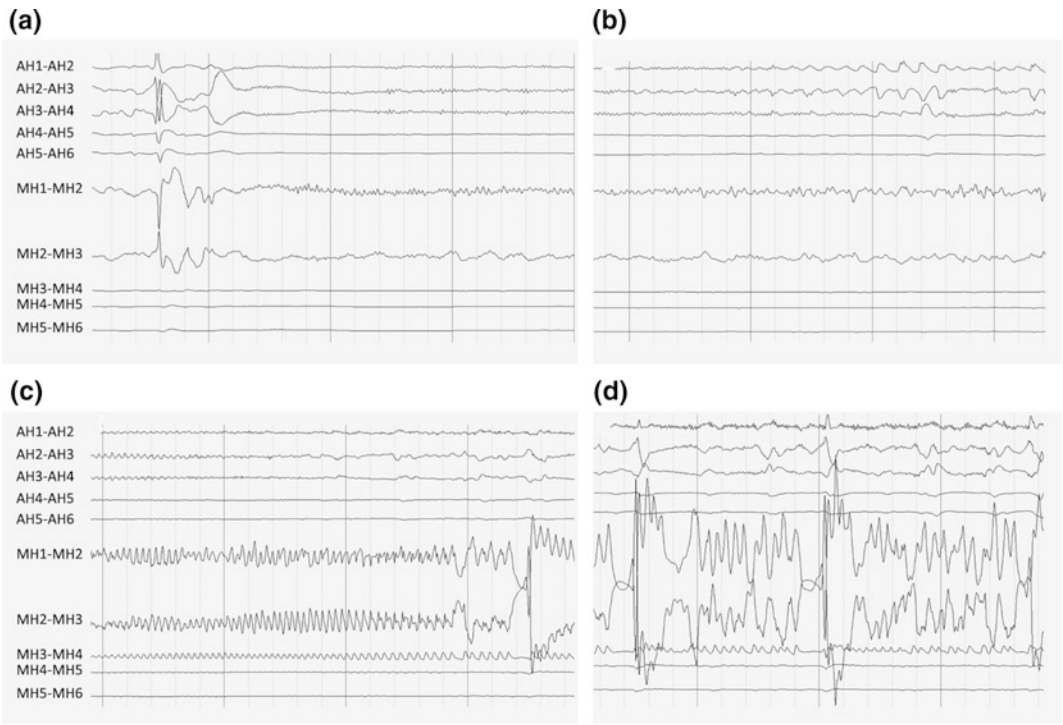 (a)
AH1-AH2
AH2-AH3
AH3-AH4
AH4-AH5
AH5-AH6
MH1-MH2
MH2-MH3
MH3-MH4
MH4-MH5
MH5-MH6
(b)
(c)
AH1-AH2
AH2-AH3
AH3-AH4
AH4-AH5
AH5-AH6
MH1-MH2
MH2-MH3
MH3-MH4
MH4-MH5
MH5-MH6
(d)